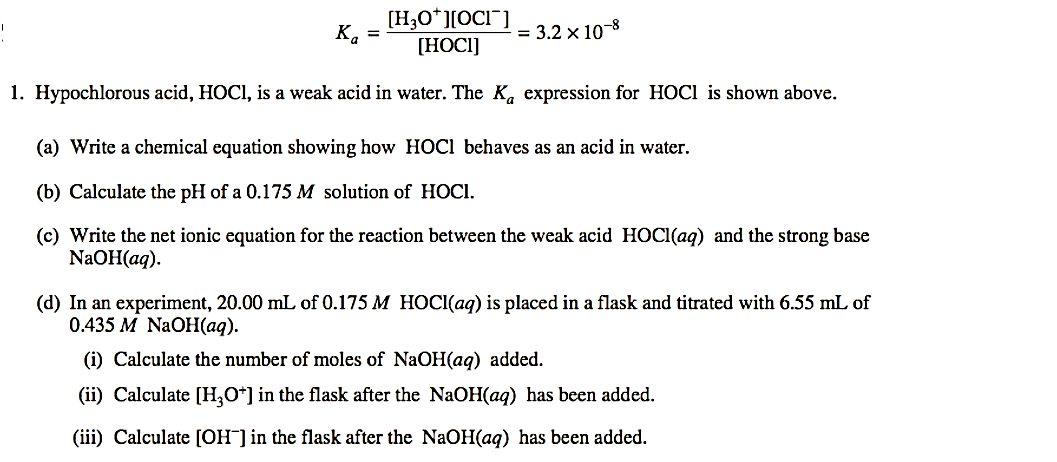 Kₐ = [H₃O⁺][OCl⁻] / [HOCl] = 3.2 × 10⁻⁸
1. Hypochlorous acid, HOCl, is a weak acid in water. The Kₐ expression for HOCl is shown above.
(a) Write a chemical equation showing how HOCl behaves as an acid in water.
(b) Calculate the pH of a 0.175 M solution of HOCl.
(c) Write the net ionic equation for the reaction between the weak acid HOCl(aq) and the strong base
NaOH(aq).
(d) In an experiment, 20.00 mL of 0.175 M HOCl(aq) is placed in a flask and titrated with 6.55 mL of
0.435 M NaOH(aq).
(i) Calculate the number of moles of NaOH(aq) added.
(ii) Calculate [H₃O⁺] in the flask after the NaOH(aq) has been added.
(iii) Calculate [OH⁻] in the flask after the NaOH(aq) has been added.